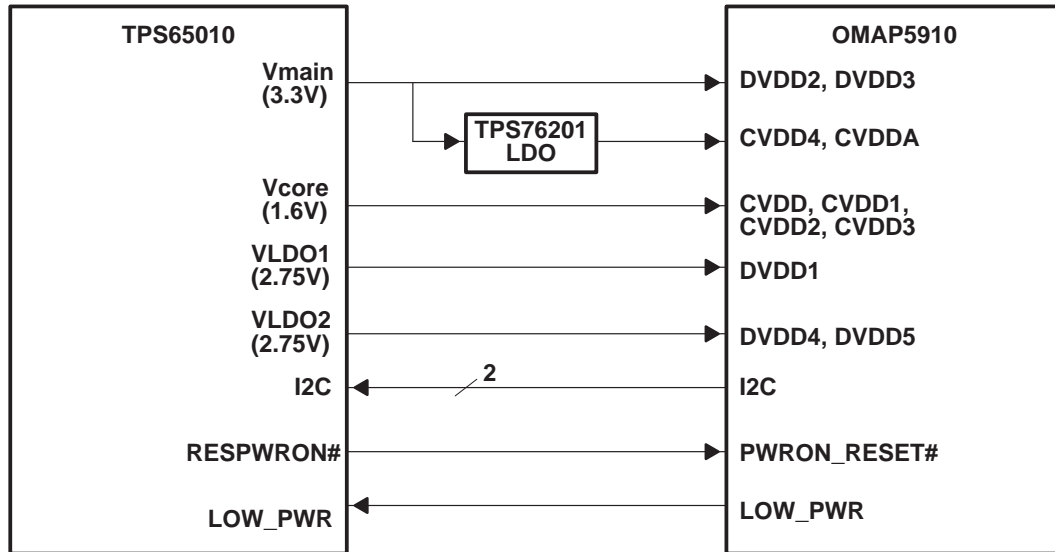 TPS65010
OMAP5910
Vmain
(3.3V)
DVDD2, DVDD3
TPS76201
LDO
CVDD4, CVDDA
Vcore
(1.6V)
CVDD, CVDD1,
CVDD2, CVDD3
VLDO1
(2.75V)
DVDD1
VLDO2
(2.75V)
DVDD4, DVDD5
I2C
2
I2C
RESPWRON#
PWRON_RESET#
LOW_PWR
LOW_PWR